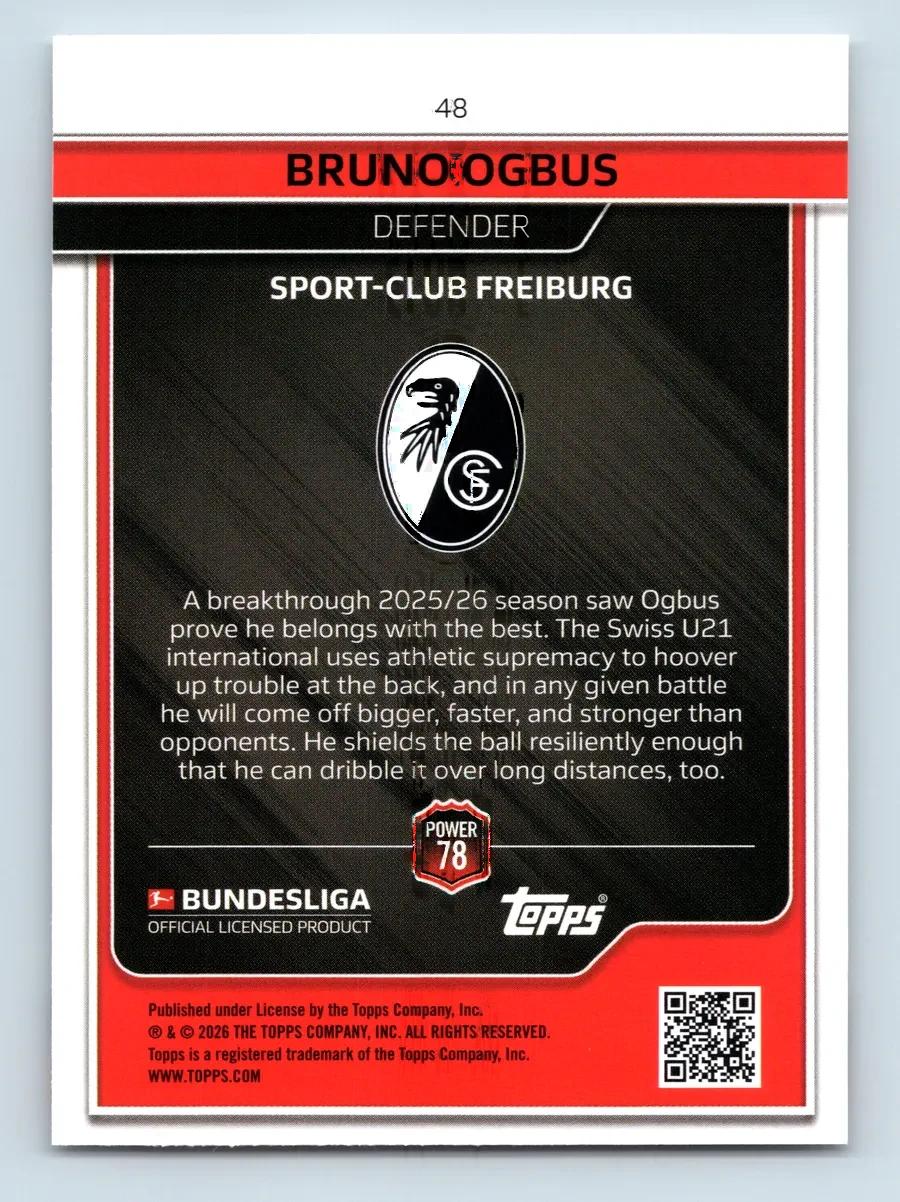 48
BRUNO OGBUS
DEFENDER
SPORT-CLUB FREIBURG
SCF
A breakthrough 2025/26 season saw Ogbus
prove he belongs with the best. The Swiss U21
international uses athletic supremacy to hoover
up trouble at the back, and in any given battle
he will come off bigger, faster, and stronger than
opponents. He shields the ball resiliently enough
that he can dribble it over long distances, too.
POWER
78
BUNDESLIGA
OFFICIAL LICENSED PRODUCT
topps®
Published under License by the Topps Company, Inc.
® & © 2026 THE TOPPS COMPANY, INC. ALL RIGHTS RESERVED.
Topps is a registered trademark of the Topps Company, Inc.
WWW.TOPPS.COM